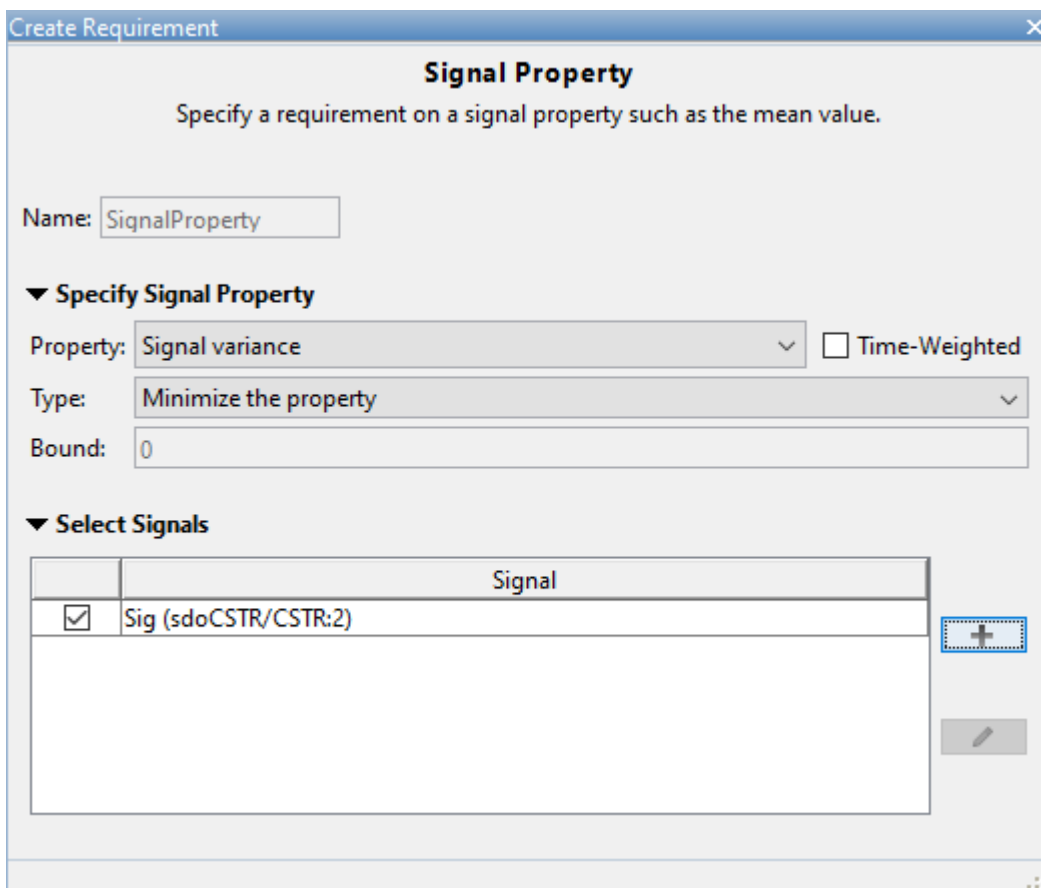 Create Requirement
Signal Property
Specify a requirement on a signal property such as the mean value.
Name: SignalProperty
Specify Signal Property
Property: Signal variance Time-Weighted
Type: Minimize the property
Bound: 0
Select Signals
Signal
Sig (sdoCSTR/CSTR:2)